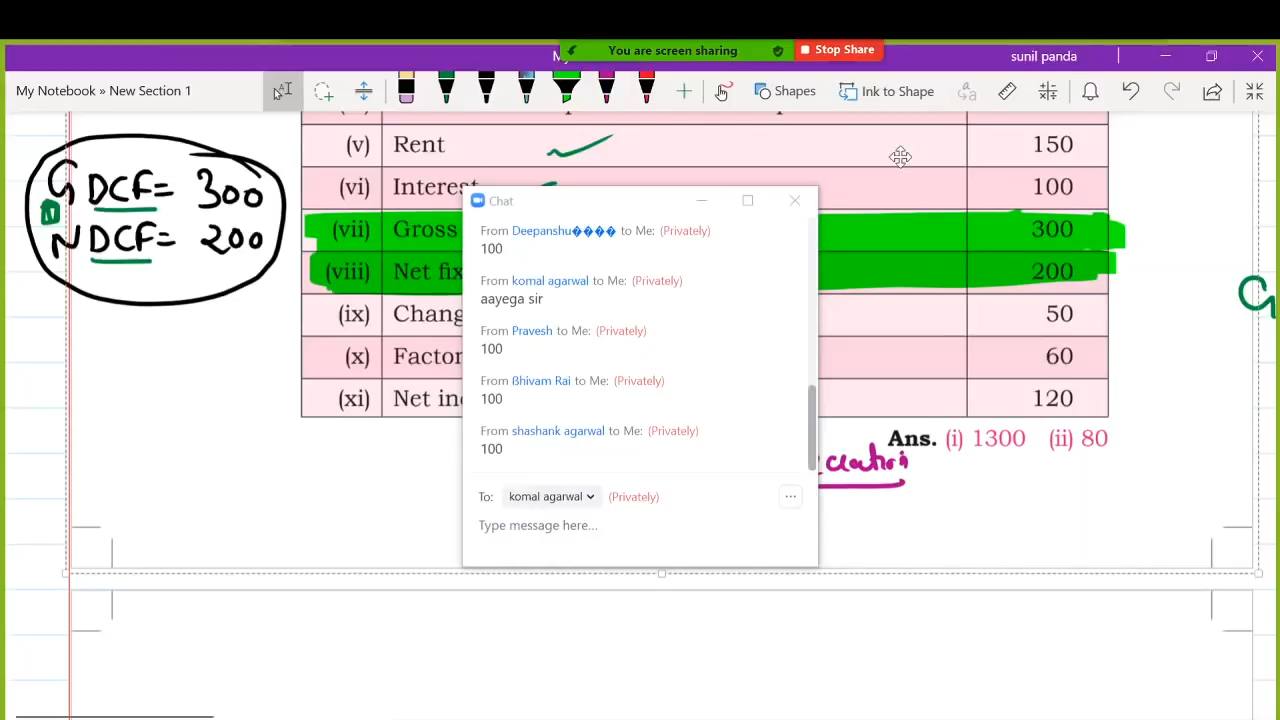 You are screen sharing
Stop Share
sunil panda
My Notebook » New Section 1
Shapes
Ink to Shape
(v) Rent 150
(vi) Interest 100
(vii) Gross 300
(viii) Net fix 200
(ix) Chang 50
(x) Factor 60
(xi) Net in 120
Ans. (i) 1300 (ii) 80
GDCF= 300
NDCF= 200
Chat
From Deepanshu���� to Me: (Privately)
100
From komal agarwal to Me: (Privately)
aayega sir
From Pravesh to Me: (Privately)
100
From ßhivam Rai to Me: (Privately)
100
From shashank agarwal to Me: (Privately)
100
To: komal agarwal (Privately)
Type message here...